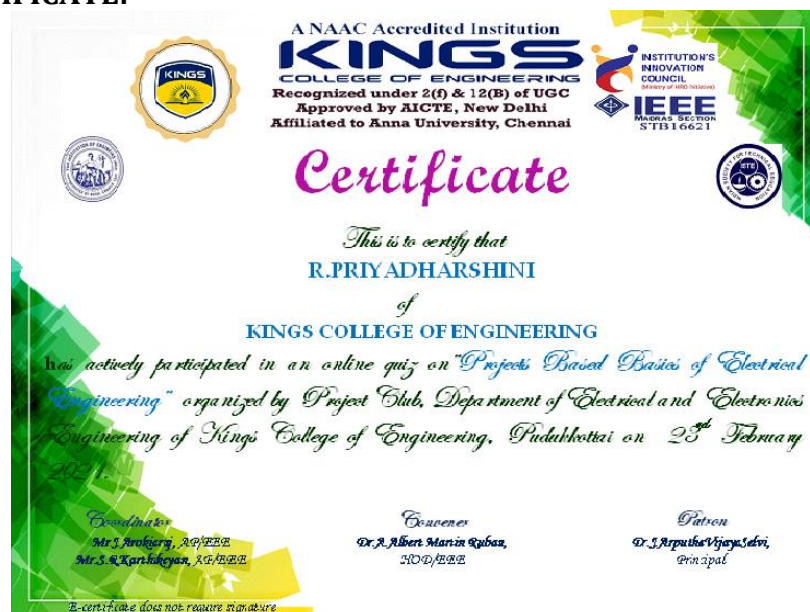 A NAAC Accredited Institution
KINGS
COLLEGE OF ENGINEERING
Recognized under 2(f) & 12(B) of UGC
Approved by AICTE, New Delhi
Affiliated to Anna University, Chennai
KINGS
INSTITUTION'S
INNOVATION
COUNCIL
(Ministry of HRD Initiative)
IEEE
MADRAS SECTION
STB16621
Certificate
This is to certify that
R.PRIYADHARSHINI
of
KINGS COLLEGE OF ENGINEERING
has actively participated in an online quiz on "Projects Based Basics of Electrical
Engineering" organized by Project Club, Department of Electrical and Electronics
Engineering of Kings College of Engineering, Pudukkottai on 23rd February
2021.
Coordinator
Mr.J.Arokiaraj, AP/EEE
Mr.S.R.Karthikeyan, AP/EEE
Convener
Dr.A.Albert Martin Ruban,
HOD/EEE
Patron
Dr.J.Arputha Vijaya Selvi,
Principal
E-certificate does not require signature